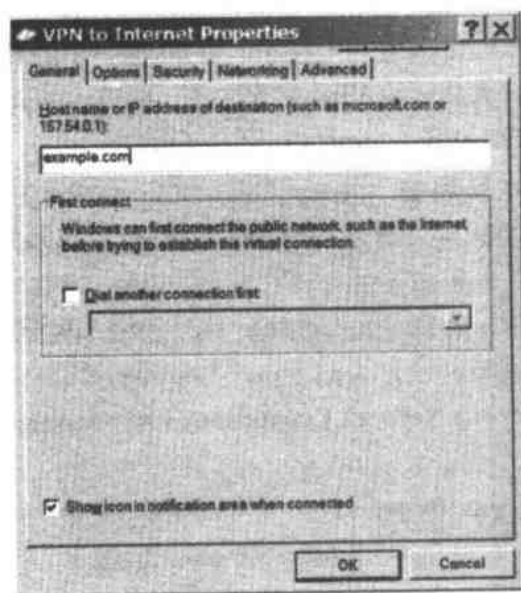 VPN to Internet Properties
General Options Security Networking Advanced
Host name or IP address of destination (such as microsoft.com or
157.54.0.1):
example.com
First connect
Windows can first connect the public network, such as the Internet,
before trying to establish this virtual connection.
Dial another connection first:
Show icon in notification area when connected
OK Cancel